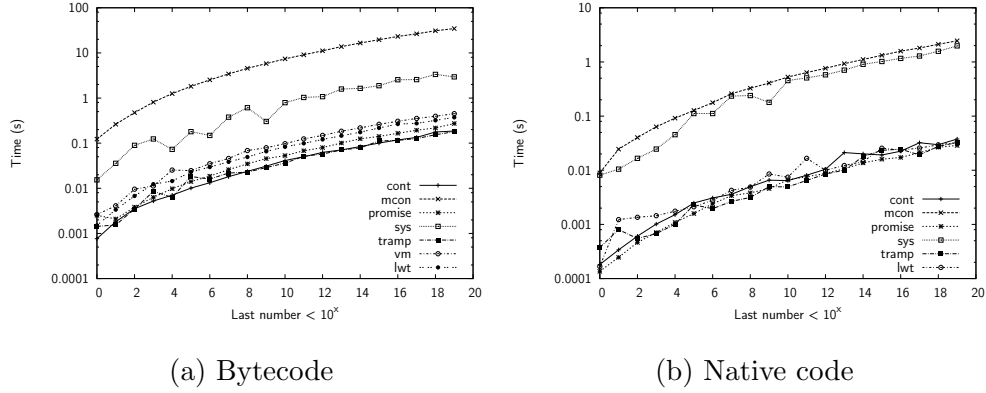 100
10
1
0.1
0.01
0.001
0.0001
Time (s)
0 2 4 6 8 10 12 14 16 18 20
Last number < 10^x
cont
mcon
promise
sys
tramp
vm
lwt
(a) Bytecode
10
1
0.1
0.01
0.001
0.0001
Time (s)
0 2 4 6 8 10 12 14 16 18 20
Last number < 10^x
cont
mcon
promise
sys
tramp
lwt
(b) Native code